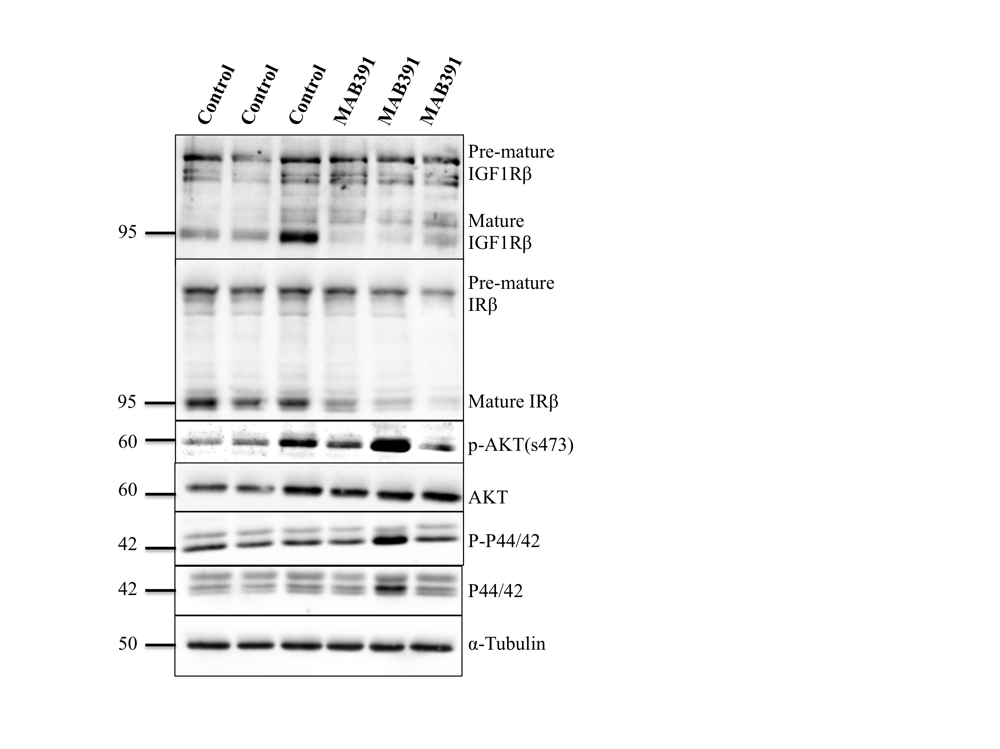 Control
Control
Control
MAB391
MAB391
MAB391
Pre-mature
IGF1Rβ
Mature
IGF1Rβ
95
Pre-mature
IRβ
95
Mature IRβ
60
p-AKT(s473)
60
AKT
42
P-P44/42
42
P44/42
50
α-Tubulin